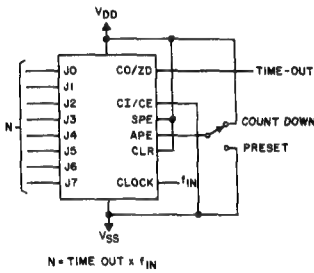 VDD
J0 CO/ZD TIME-OUT
J1
J2 CI/CE
J3 SPE COUNT DOWN
N J4 APE
J5 CLR PRESET
J6
J7 CLOCK fIN
VSS
N = TIME OUT x fIN